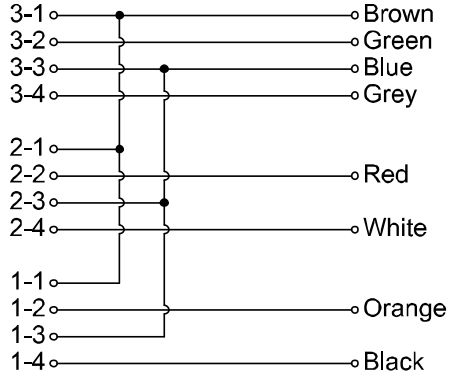 3-1 Brown
3-2 Green
3-3 Blue
3-4 Grey
2-1
2-2 Red
2-3
2-4 White
1-1
1-2 Orange
1-3
1-4 Black